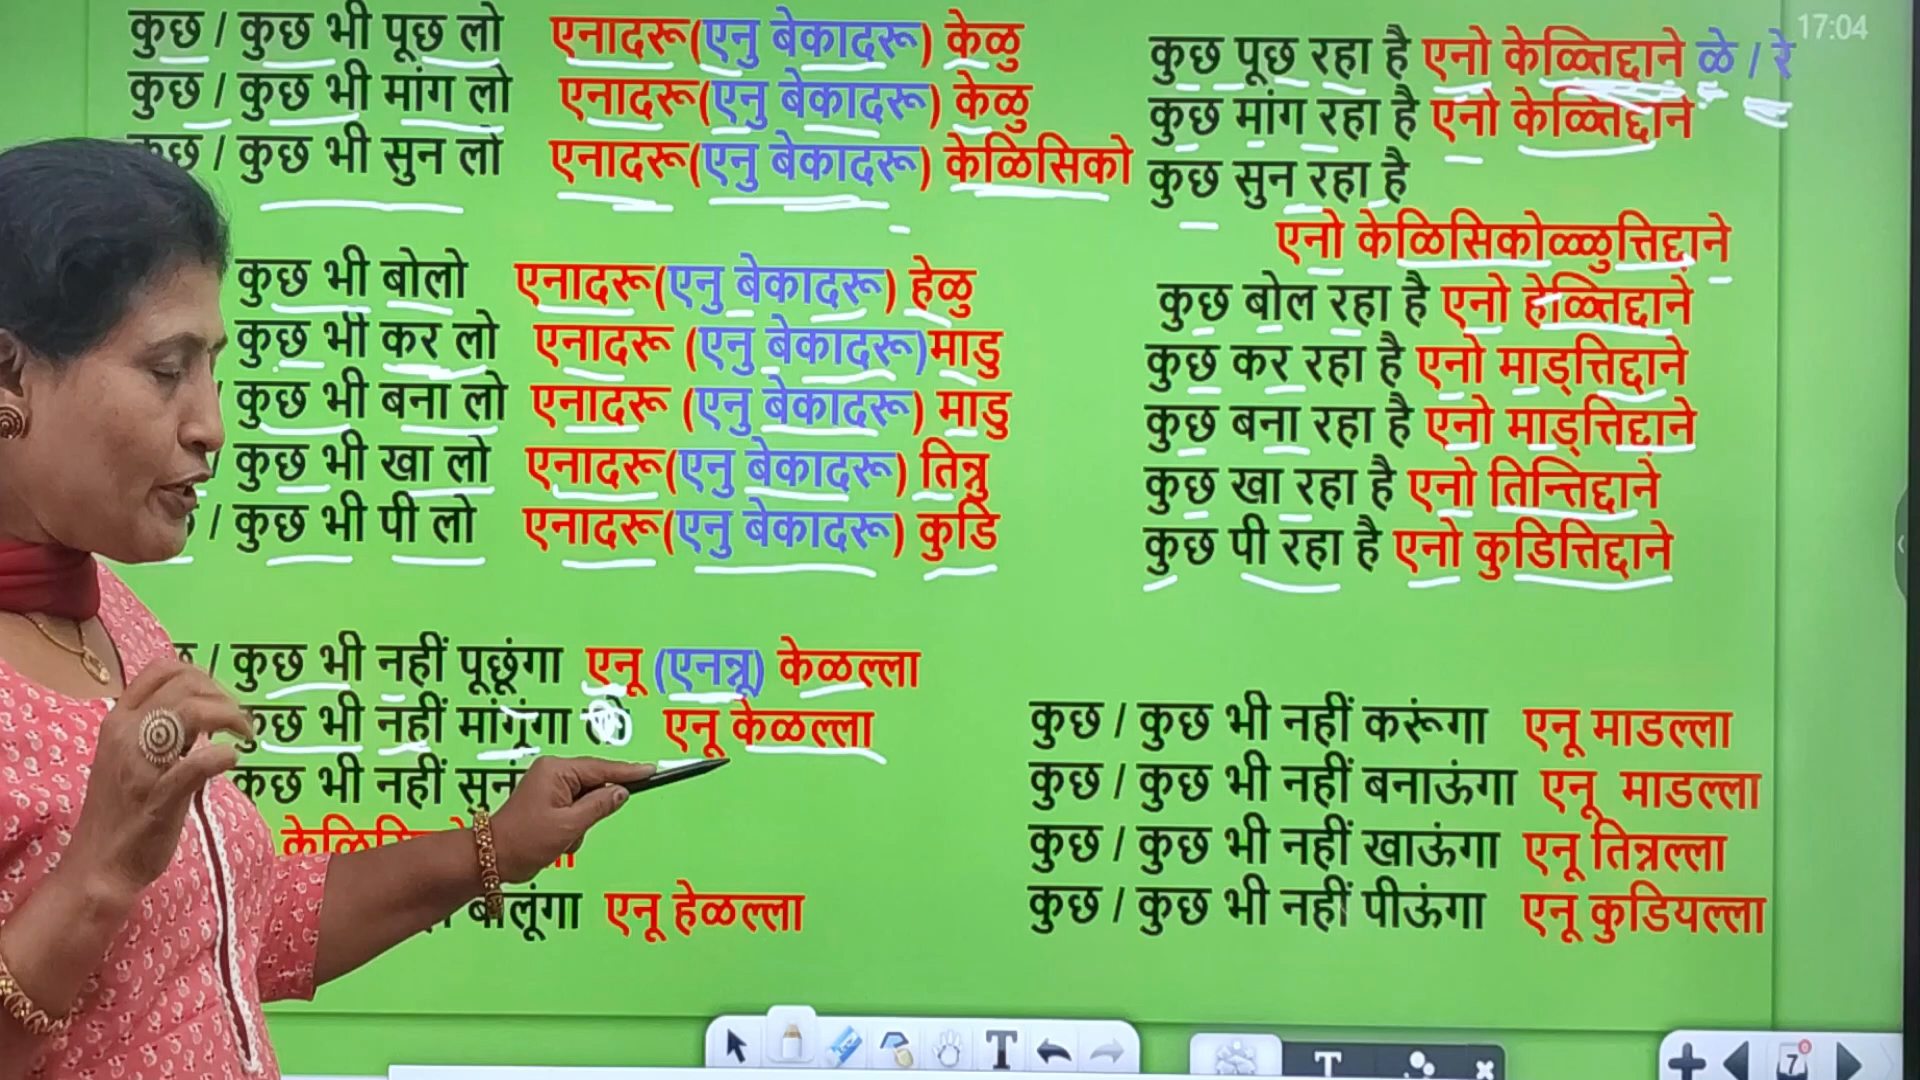 कुछ / कुछ भी पूछ लो एनादरू(एनु बेकादरू) केळु
कुछ / कुछ भी मांग लो एनादरू(एनु बेकादरू) केळु
/ कुछ भी सुन लो एनादरू(एनु बेकादरू) केळिसिको
कुछ भी बोलो एनादरू(एनु बेकादरू) हेळु
कुछ भी कर लो एनादरू (एनु बेकादरू)माडु
कुछ भी बना लो एनादरू (एनु बेकादरू) माडु
/ कुछ भी खा लो एनादरू(एनु बेकादरू) तिन्नु
/ कुछ भी पी लो एनादरू(एनु बेकादरू) कुडि
/ कुछ भी नहीं पूछूंगा एनू (एनन्नू) केळल्ला
कुछ भी नहीं मांगूंगा एनू केळल्ला
कुछ भी नहीं
एनू हेळल्ला
17:04
कुछ पूछ रहा है एनो केळ्तिद्दाने ळे / रे
कुछ मांग रहा है एनो केळ्तिद्दाने
कुछ सुन रहा है
एनो केळिसिकोळ्ळुत्तिद्दाने
कुछ बोल रहा है एनो हेळ्तिद्दाने
कुछ कर रहा है एनो माड्त्तिद्दाने
कुछ बना रहा है एनो माड्त्तिद्दाने
कुछ खा रहा है एनो तिन्तिद्दाने
कुछ पी रहा है एनो कुडित्तिद्दाने
कुछ / कुछ भी नहीं करूंगा एनू माडल्ला
कुछ / कुछ भी नहीं बनाऊंगा एनू माडल्ला
कुछ / कुछ भी नहीं खाऊंगा एनू तिन्नल्ला
कुछ / कुछ भी नहीं पीऊंगा एनू कुडियल्ला
T
T
7